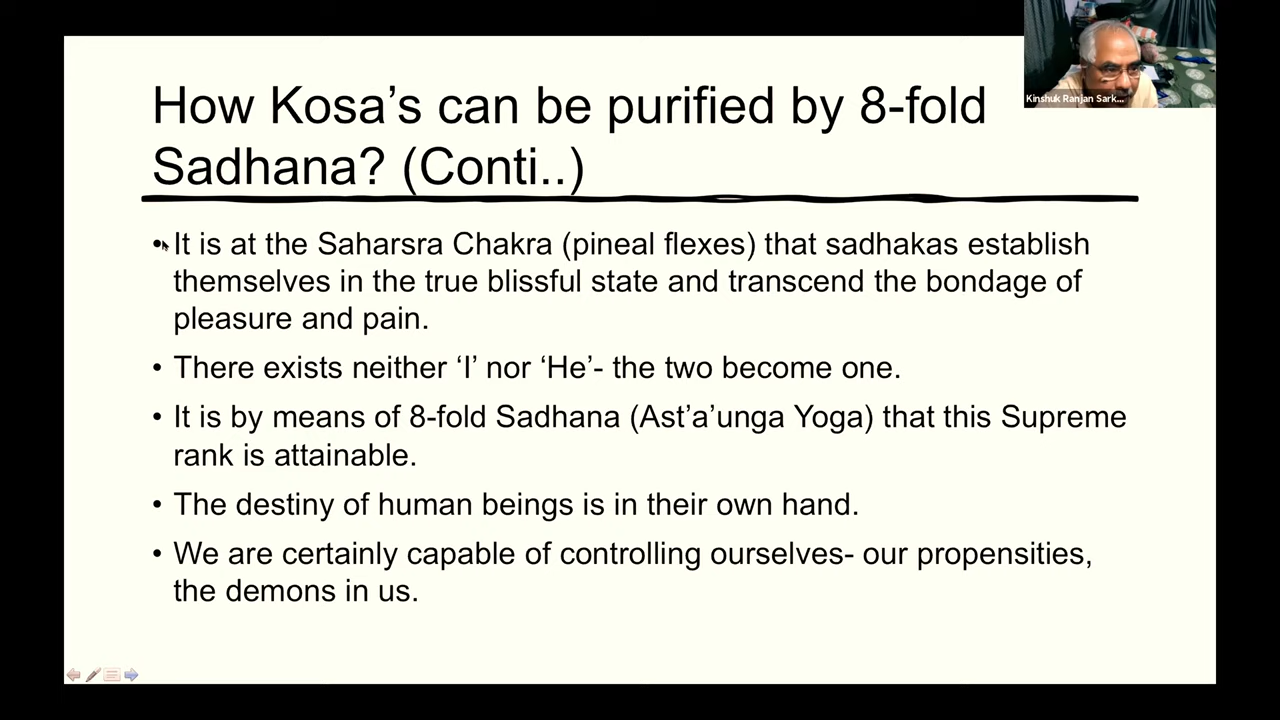 How Kosa’s can be purified by 8-fold
Sadhana? (Conti..)
Kinshuk Ranjan Sark...
• It is at the Saharsra Chakra (pineal flexes) that sadhakas establish
themselves in the true blissful state and transcend the bondage of
pleasure and pain.
• There exists neither ‘I’ nor ‘He’- the two become one.
• It is by means of 8-fold Sadhana (Ast’a’unga Yoga) that this Supreme
rank is attainable.
• The destiny of human beings is in their own hand.
• We are certainly capable of controlling ourselves- our propensities,
the demons in us.